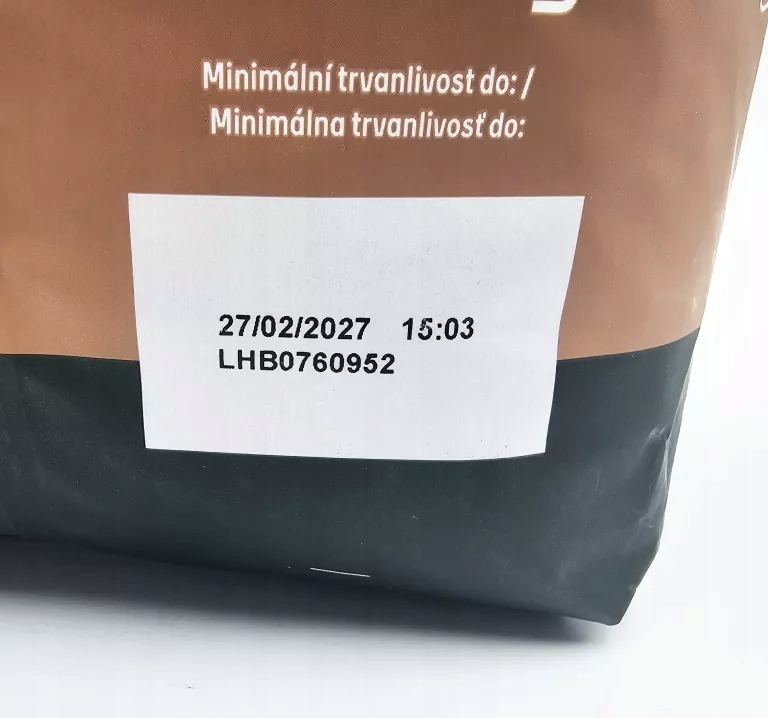 Minimální trvanlivost do: /
Minimálna trvanlivosť do:
27/02/2027 15:03
LHB0760952